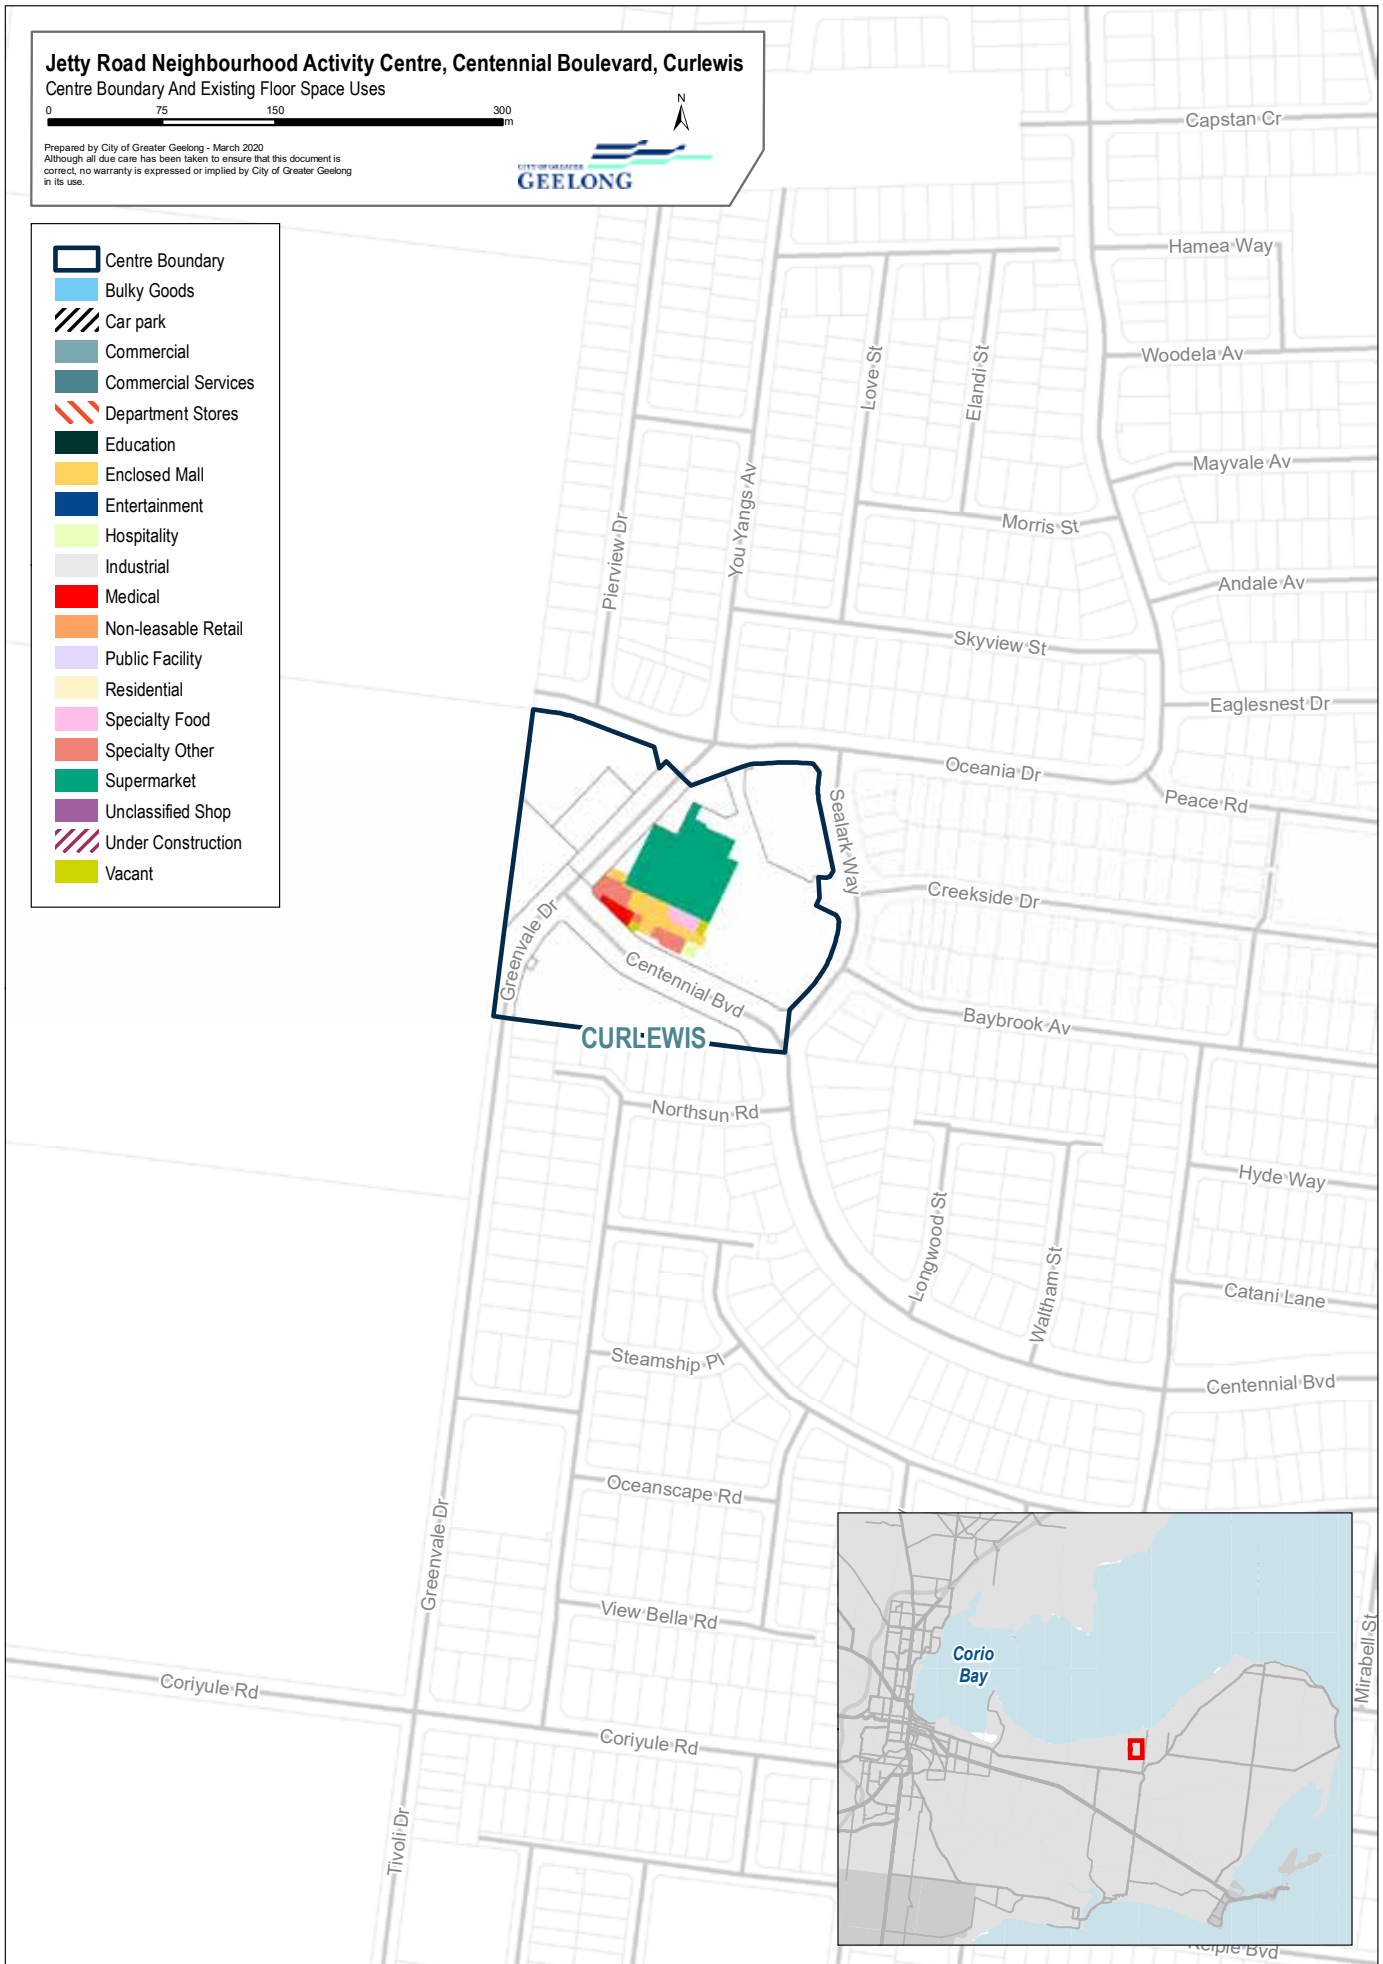 Jetty Road Neighbourhood Activity Centre, Centennial Boulevard, Curlewis
Centre Boundary And Existing Floor Space Uses
0 75 150 300
m
N
Prepared by City of Greater Geelong - March 2020
Although all due care has been taken to ensure that this document is
correct, no warranty is expressed or implied by City of Greater Geelong
in its use.
CITY OF GREATER
GEELONG
Centre Boundary
Bulky Goods
Car park
Commercial
Commercial Services
Department Stores
Education
Enclosed Mall
Entertainment
Hospitality
Industrial
Medical
Non-leasable Retail
Public Facility
Residential
Specialty Food
Specialty Other
Supermarket
Unclassified Shop
Under Construction
Vacant
Capstan Cr
Hamea Way
Woodela Av
Love St
Elandi St
Mayvale Av
You Yangs Av
Pierview Dr
Morris St
Andale Av
Skyview St
Eaglesnest Dr
Oceania Dr
Peace Rd
Sealark Way
Creekside Dr
Greenvale Dr
Centennial Bvd
Baybrook Av
CURLEWIS
Northsun Rd
Hyde Way
Longwood St
Waltham St
Catani Lane
Steamship Pl
Centennial Bvd
Oceanscape Rd
Greenvale Dr
View Bella Rd
Corio
Bay
Mirabell St
Coriyule Rd
Coriyule Rd
Tivoli Dr
Kelpie Bvd